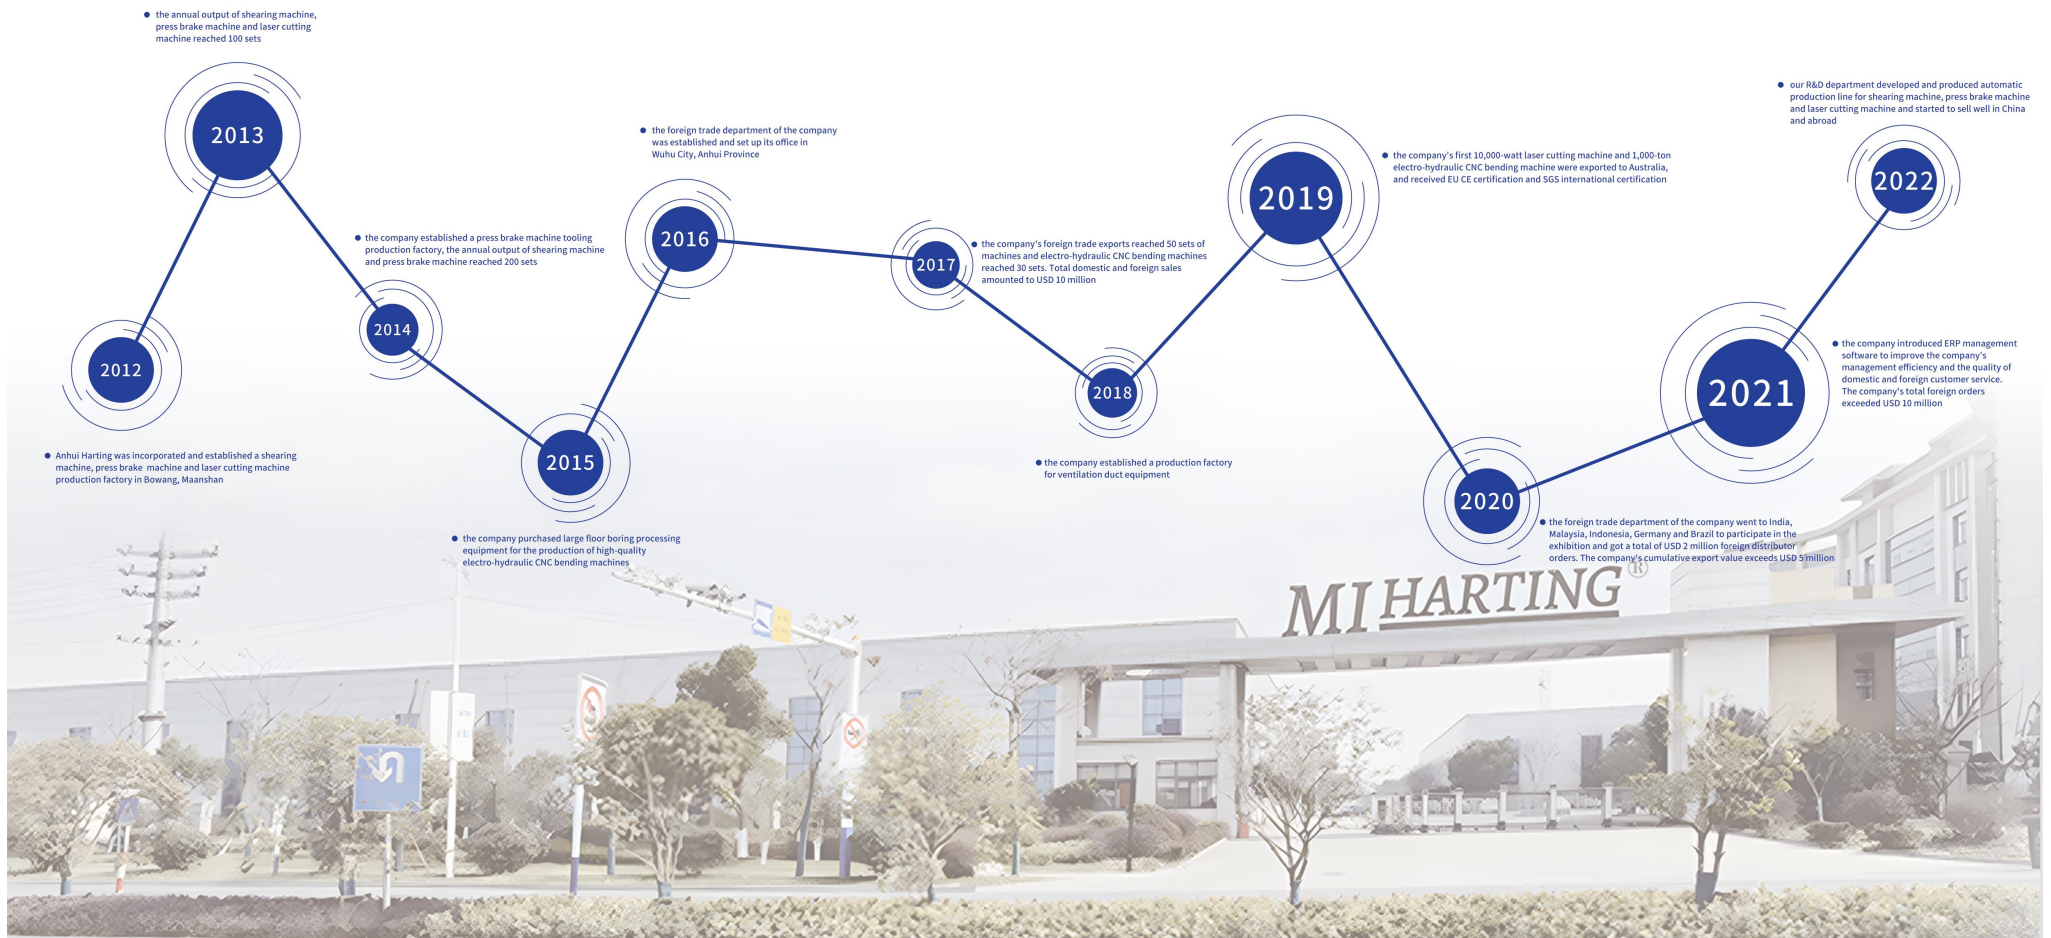 the annual output of shearing machine,
press brake machine and laser cutting
machine reached 100 sets
2013
2012
Anhui Harting was incorporated and established a shearing
machine, press brake machine and laser cutting machine
production factory in Bowang, Maanshan
the company established a press brake machine tooling
production factory, the annual output of shearing machine
and press brake machine reached 200 sets
2014
2015
the company purchased large floor boring processing
equipment for the production of high-quality
electro-hydraulic CNC bending machines
the foreign trade department of the company
was established and set up its office in
Wuhu City, Anhui Province
2016
2017
the company's foreign trade exports reached 50 sets of
machines and electro-hydraulic CNC bending machines
reached 30 sets. Total domestic and foreign sales
amounted to USD 10 million
2018
the company established a production factory
for ventilation duct equipment
2019
the company's first 10,000-watt laser cutting machine and 1,000-ton
electro-hydraulic CNC bending machine were exported to Australia,
and received EU CE certification and SGS international certification
2020
the foreign trade department of the company went to India,
Malaysia, Indonesia, Germany and Brazil to participate in the
exhibition and got a total of USD 2 million foreign distributor
orders. The company's cumulative export value exceeds USD 5 million
2021
the company introduced ERP management
software to improve the company's
management efficiency and the quality of
domestic and foreign customer service.
The company's total foreign orders
exceeded USD 10 million
our R&D department developed and produced automatic
production line for shearing machine, press brake machine
and laser cutting machine and started to sell well in China
and abroad
2022
MIHARTING®